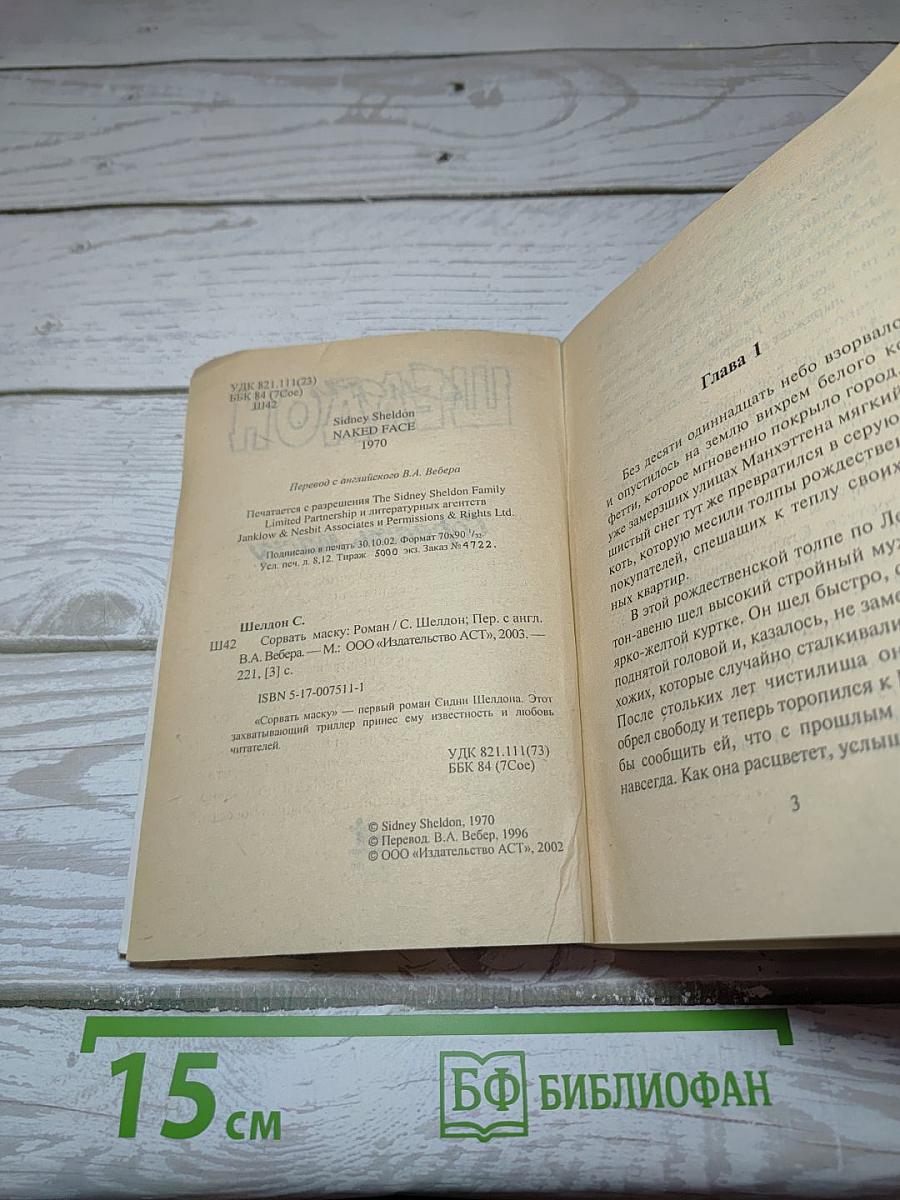 УДК 821.111(73)
ББК 84 (7Сое)
Ш42
Sidney Sheldon
NAKED FACE
1970
Перевод с английского В.А. Вебера
Печатается с разрешения The Sidney Sheldon Family
Limited Partnership и литературных агентств
Janklow & Nesbit Associates и Permissions & Rights Ltd.
Подписано в печать 30.10.02. Формат 70x90 1/32.
Усл. печ. л. 8,12. Тираж 5000 экз. Заказ №4722.
Шелдон С.
Ш42 Сорвать маску: Роман / С. Шелдон; Пер. с англ.
В.А. Вебера. — М.: ООО «Издательство АСТ», 2003. —
221, [3] с.
ISBN 5-17-007511-1
«Сорвать маску» — первый роман Сидни Шелдона. Этот
захватывающий триллер принес ему известность и любовь
читателей.
УДК 821.111(73)
ББК 84 (7Сое)
© Sidney Sheldon, 1970
© Перевод. В.А. Вебер, 1996
© ООО «Издательство АСТ», 2002
Глава 1
Без десяти одиннадцать небо взорвало
и опустилось на землю вихрем белого ко
фетти, которое мгновенно покрыло город.
уже замерзших улицах Манхэттена мягкий
шистый снег тут же превратился в серую
коть, которую месили толпы рождествен
покупателей, спешащих к теплу своих
ных квартир.
В этой рождественской толпе по Ле
тон-авеню шел высокий стройный му
ярко-желтой куртке. Он шел быстро, с
поднятой головой и, казалось, не заме
хожих, которые случайно сталкивали
После стольких лет чистилища он
обрел свободу и теперь торопился к
бы сообщить ей, что с прошлым
навсегда. Как она расцветет, услыш
3
15 см
БФ БИБЛИОФАН